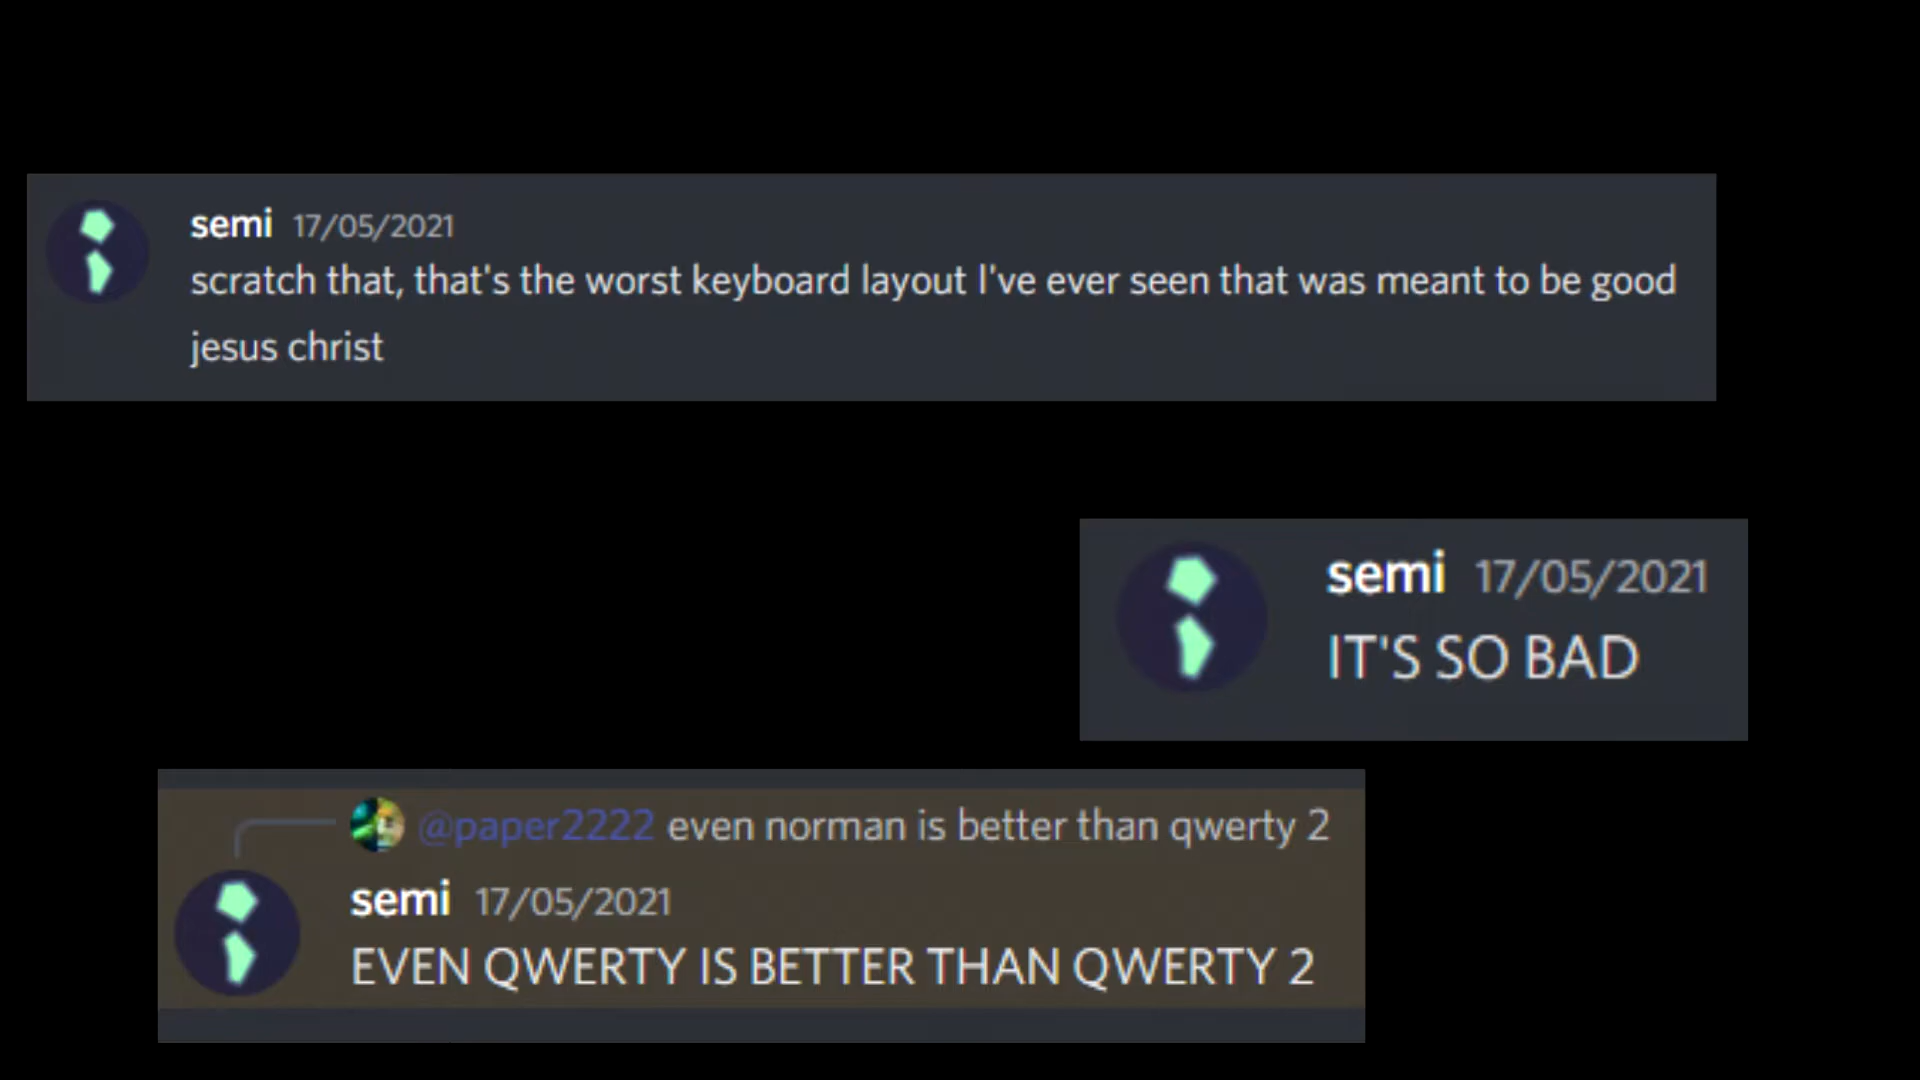 semi 17/05/2021
scratch that, that's the worst keyboard layout I've ever seen that was meant to be good
jesus christ
semi 17/05/2021
IT'S SO BAD
@paper2222 even norman is better than qwerty 2
semi 17/05/2021
EVEN QWERTY IS BETTER THAN QWERTY 2